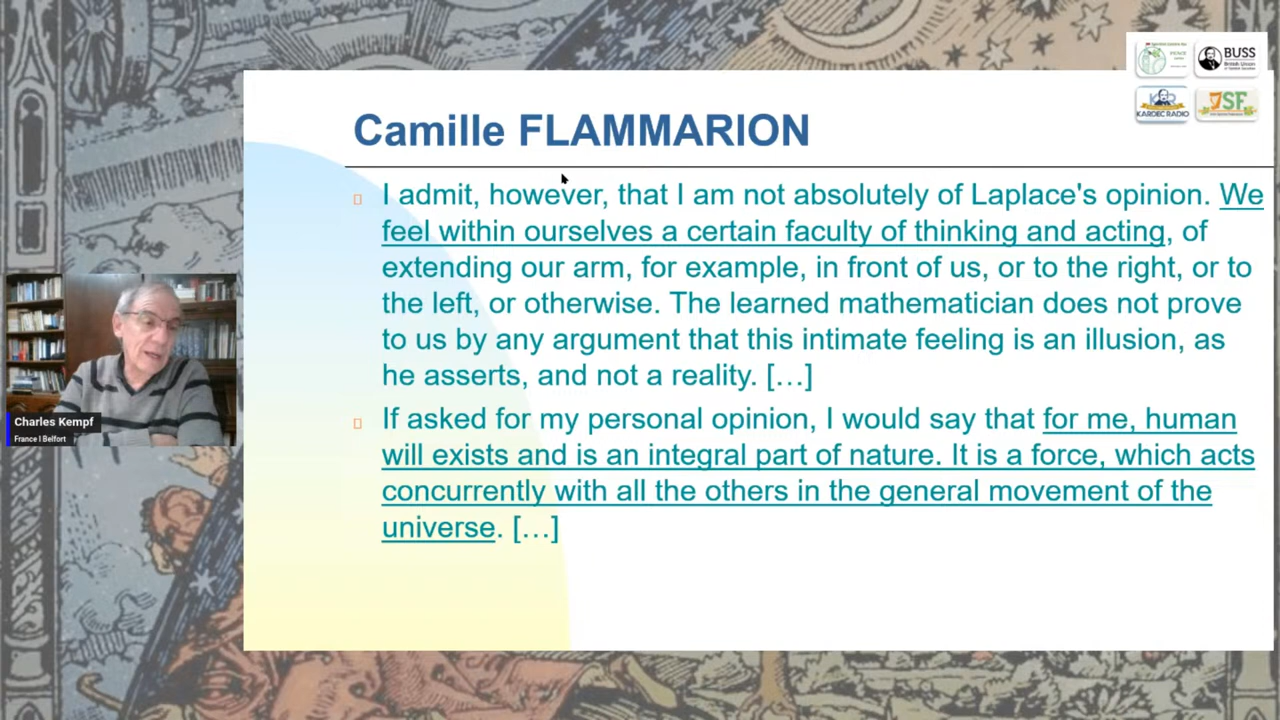 Camille FLAMMARION
I admit, however, that I am not absolutely of Laplace's opinion. We
feel within ourselves a certain faculty of thinking and acting, of
extending our arm, for example, in front of us, or to the right, or to
the left, or otherwise. The learned mathematician does not prove
to us by any argument that this intimate feeling is an illusion, as
he asserts, and not a reality. […]
If asked for my personal opinion, I would say that for me, human
will exists and is an integral part of nature. It is a force, which acts
concurrently with all the others in the general movement of the
universe. […]
Charles Kempf
France I Belfort
BUSS
KARDEC RADIO
SF